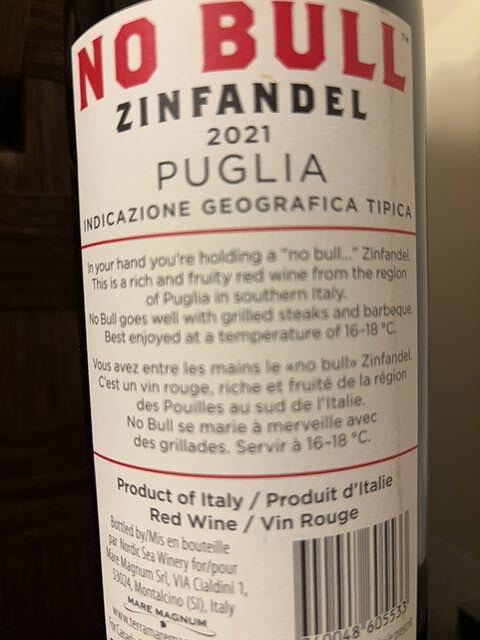 NO BULL™
ZINFANDEL
2021
PUGLIA
INDICAZIONE GEOGRAFICA TIPICA
In your hand you're holding a "no bull..." Zinfandel.
This is a rich and fruity red wine from the region
of Puglia in southern Italy.
No Bull goes well with grilled steaks and barbeque.
Best enjoyed at a temperature of 16-18 °C.
Vous avez entre les mains le «no bull» Zinfandel.
C'est un vin rouge, riche et fruité de la région
des Pouilles au sud de l'Italie.
No Bull se marie à merveille avec
des grillades. Servir à 16-18 °C.
Product of Italy / Produit d'Italie
Red Wine / Vin Rouge
Bottled by/Mis en bouteille
par Nordic Sea Winery for/pour
Mare Magnum Srl, VIA Cialdini 1,
53024, Montalcino (SI), Italy
MARE MAGNUM
48 605533